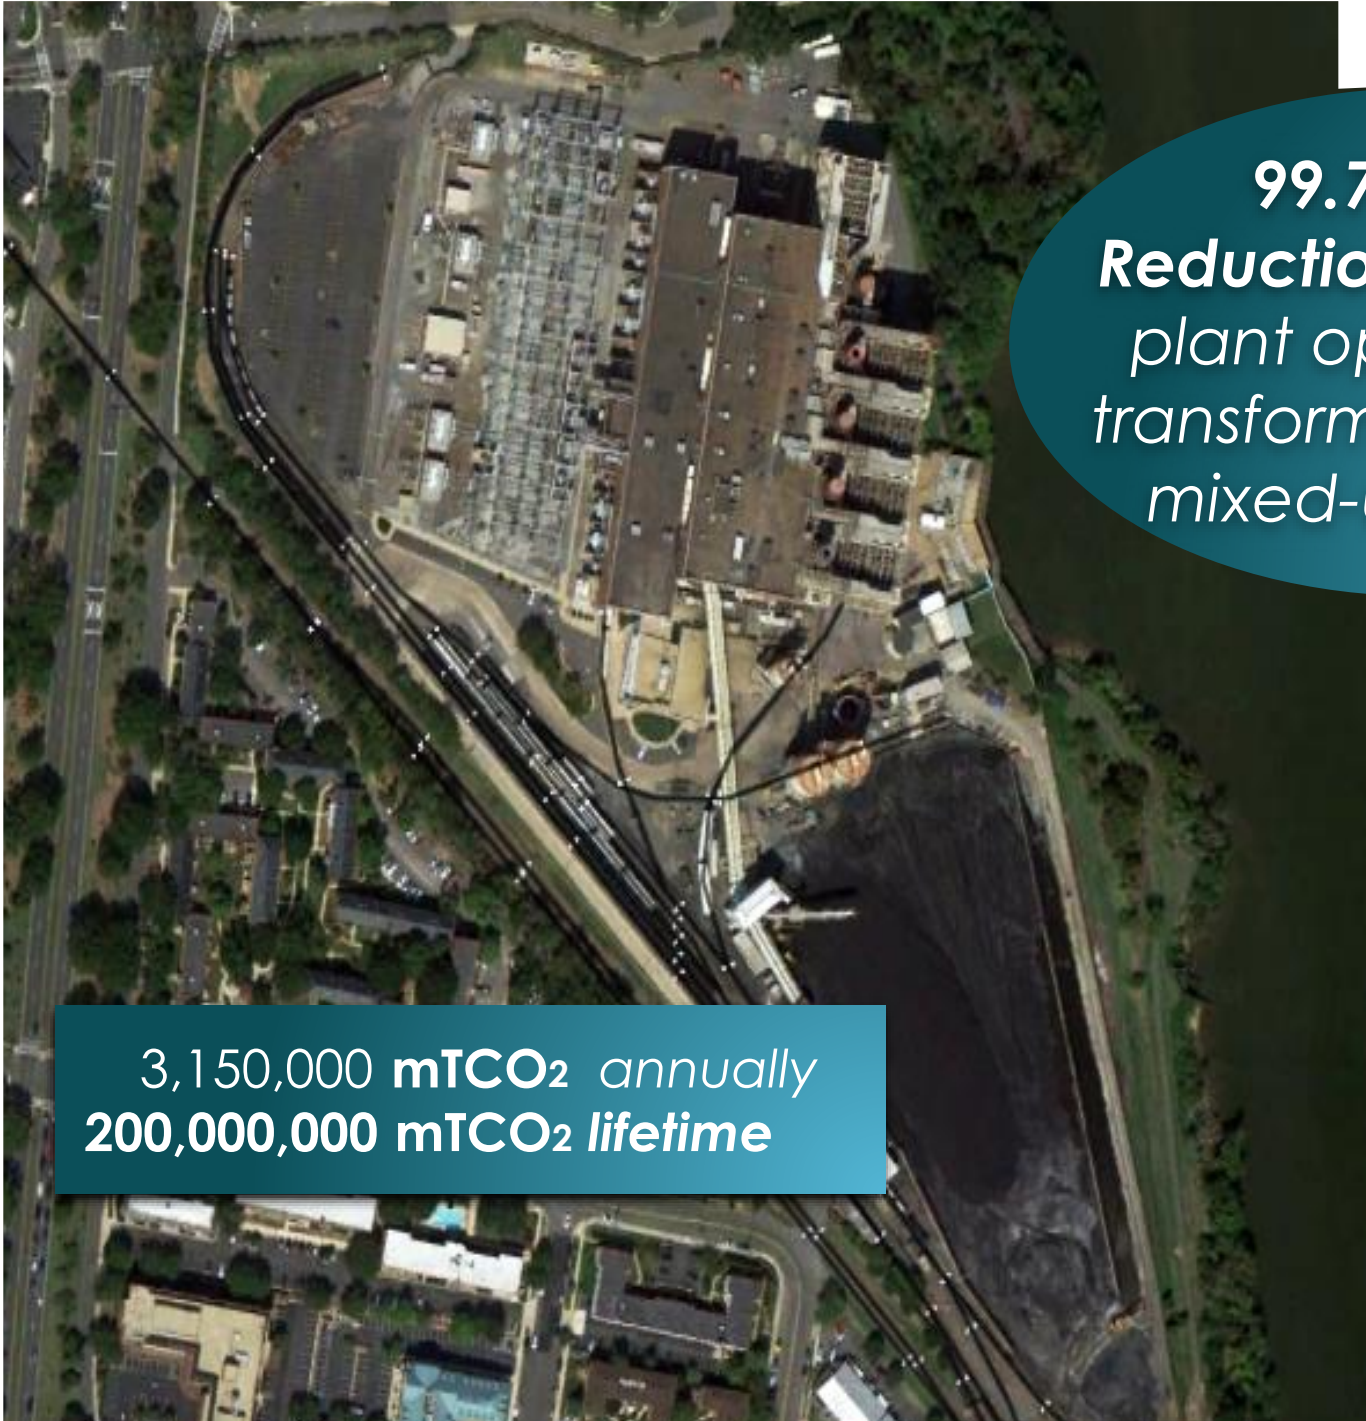 99.7
Reductio
plant op
transform
mixed-
3,150,000 mTCO2 annually
200,000,000 mTCO2 lifetime